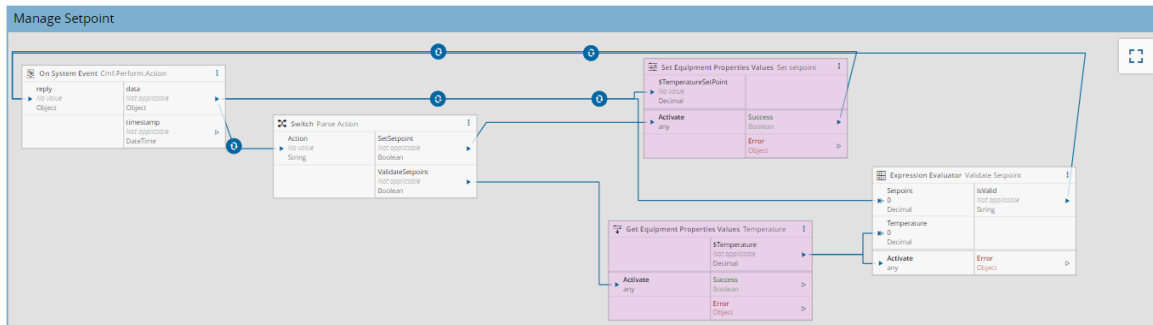 Manage Setpoint
On System Event Cmf.Perform.Action
reply
No value
Object
data
Not applicable
Object
timestamp
Not applicable
DateTime
Switch Parse Action
Action
No value
String
SetSetpoint
Not applicable
Boolean
ValidateSetpoint
Not applicable
Boolean
Set Equipment Properties Values Set setpoint
$TemperatureSetPoint
No value
Decimal
Activate
any
Success
Boolean
Error
Object
Get Equipment Properties Values Temperature
$Temperature
Not applicable
Decimal
Activate
any
Success
Boolean
Error
Object
Expression Evaluator Validate Setpoint
Setpoint
0
Decimal
IsValid
Not applicable
String
Temperature
0
Decimal
Activate
any
Error
Object